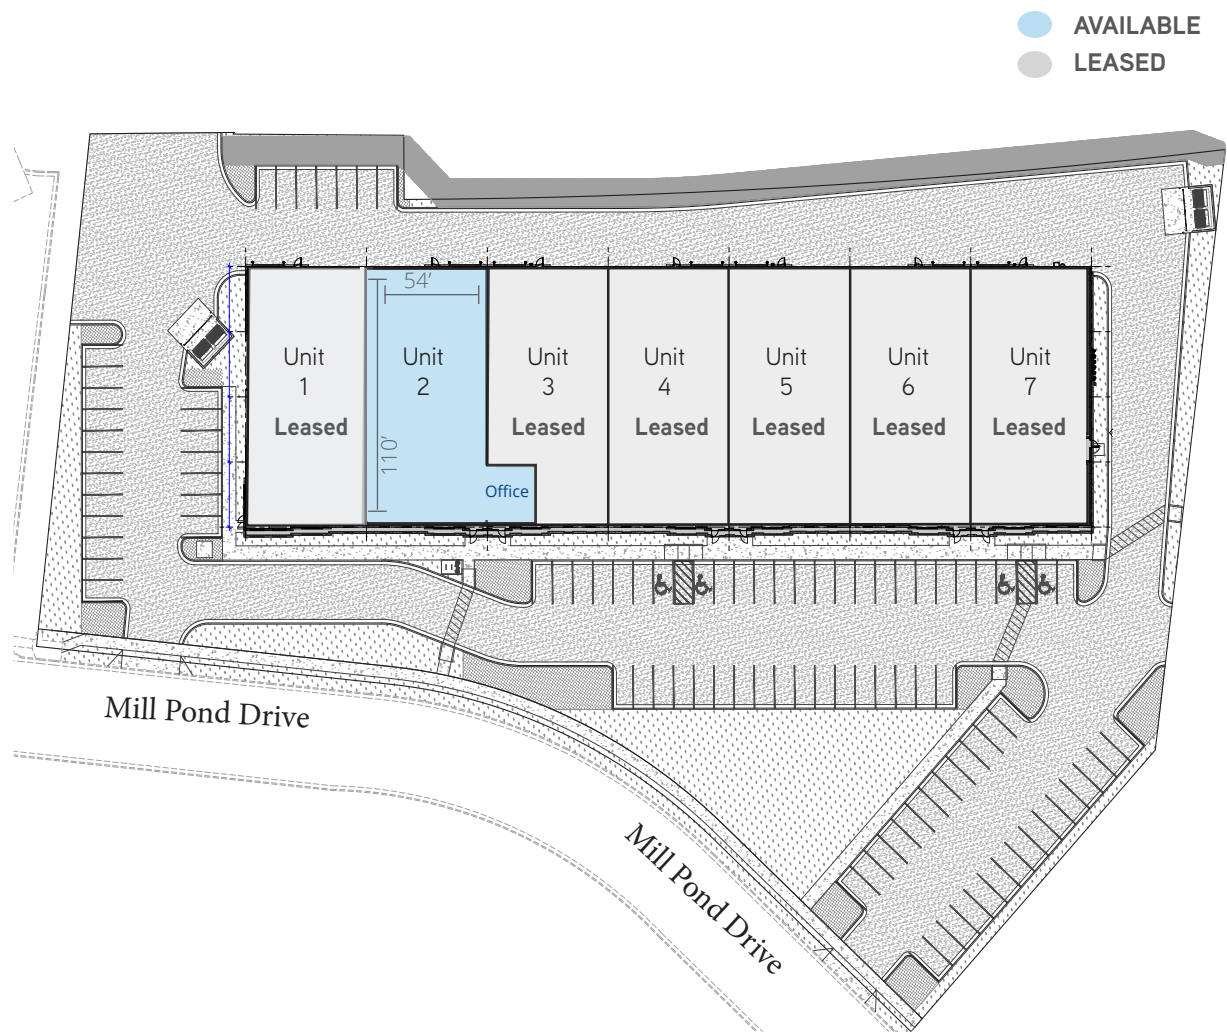 AVAILABLE
LEASED
54’
110’
Unit
1
Leased
Unit
2
Office
Unit
3
Leased
Unit
4
Leased
Unit
5
Leased
Unit
6
Leased
Unit
7
Leased
Mill Pond Drive
Mill Pond Drive